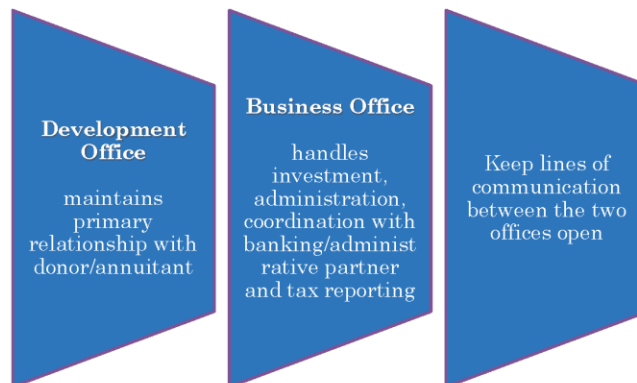 Development
Office
maintains
primary
relationship with
donor/annuitant
Business Office
handles
investment,
administration,
coordination with
banking/administ
rative partner
and tax reporting
Keep lines of
communication
between the two
offices open